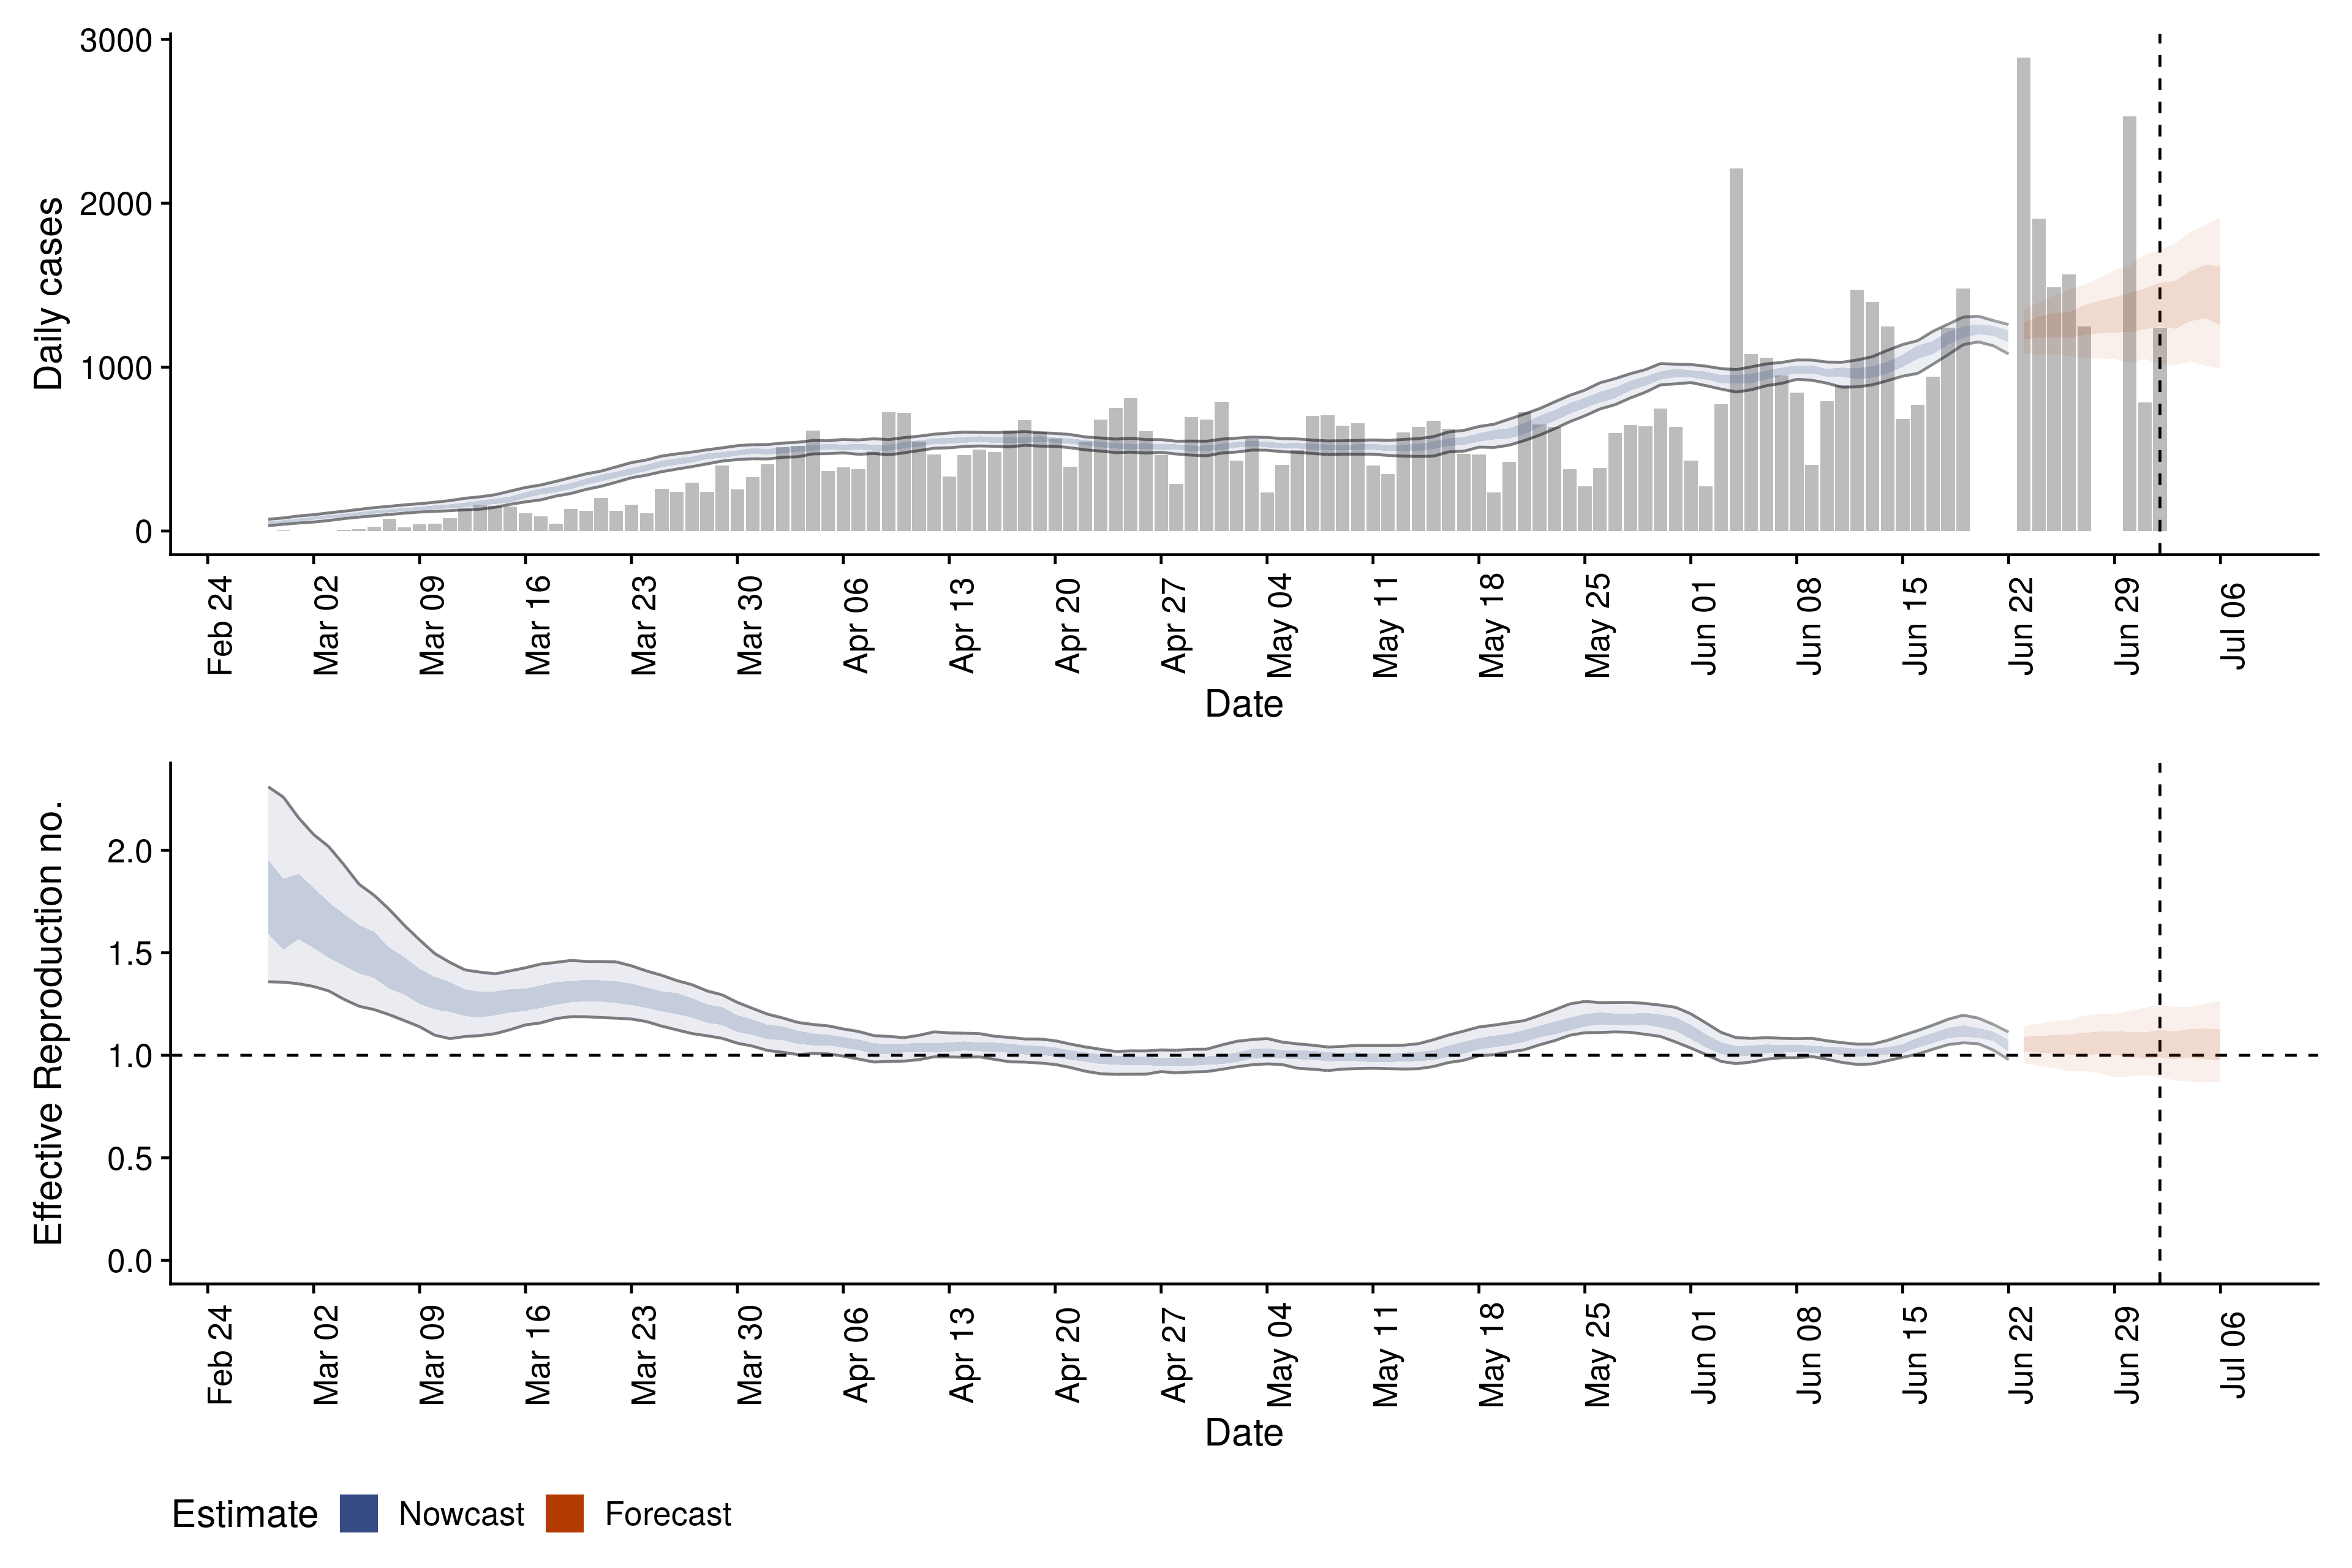 3000
2000
1000
0
Daily cases
Feb 24
Mar 02
Mar 09
Mar 16
Mar 23
Mar 30
Apr 06
Apr 13
Apr 20
Apr 27
May 04
May 11
May 18
May 25
Jun 01
Jun 08
Jun 15
Jun 22
Jun 29
Jul 06
Date
2.0
1.5
1.0
0.5
0.0
Effective Reproduction no.
Feb 24
Mar 02
Mar 09
Mar 16
Mar 23
Mar 30
Apr 06
Apr 13
Apr 20
Apr 27
May 04
May 11
May 18
May 25
Jun 01
Jun 08
Jun 15
Jun 22
Jun 29
Jul 06
Date
Estimate Nowcast Forecast